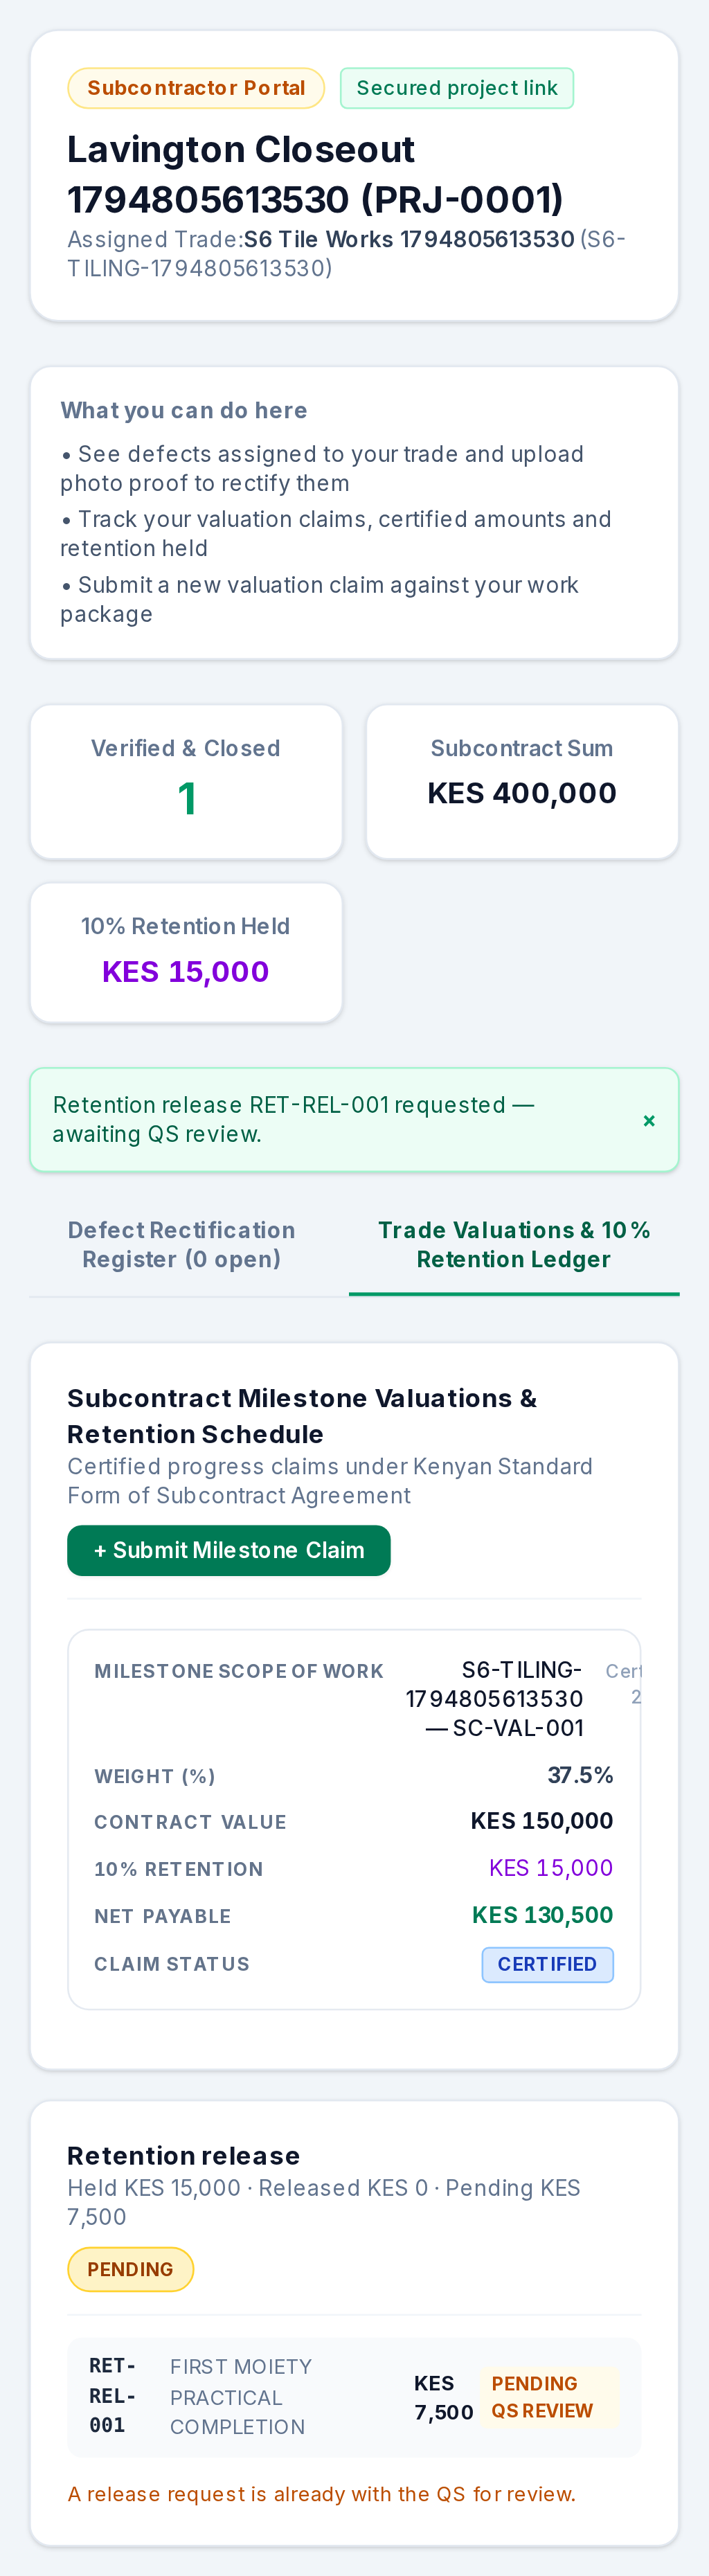 Subcontractor Portal
Secured project link
Lavington Closeout
1794805613530 (PRJ-0001)
Assigned Trade:S6 Tile Works 1794805613530 (S6-
TILING-1794805613530)
What you can do here
• See defects assigned to your trade and upload
photo proof to rectify them
• Track your valuation claims, certified amounts and
retention held
• Submit a new valuation claim against your work
package
Verified & Closed
1
Subcontract Sum
KES 400,000
10% Retention Held
KES 15,000
Retention release RET-REL-001 requested —
awaiting QS review.
×
Defect Rectification
Register (0 open)
Trade Valuations & 10%
Retention Ledger
Subcontract Milestone Valuations &
Retention Schedule
Certified progress claims under Kenyan Standard
Form of Subcontract Agreement
+ Submit Milestone Claim
MILESTONE SCOPE OF WORK
S6-TILING-
1794805613530
— SC-VAL-001
Cert
2
WEIGHT (%)
37.5%
CONTRACT VALUE
KES 150,000
10% RETENTION
KES 15,000
NET PAYABLE
KES 130,500
CLAIM STATUS
CERTIFIED
Retention release
Held KES 15,000 · Released KES 0 · Pending KES
7,500
PENDING
RET-
REL-
001
FIRST MOIETY
PRACTICAL
COMPLETION
KES
7,500
PENDING
QS REVIEW
A release request is already with the QS for review.